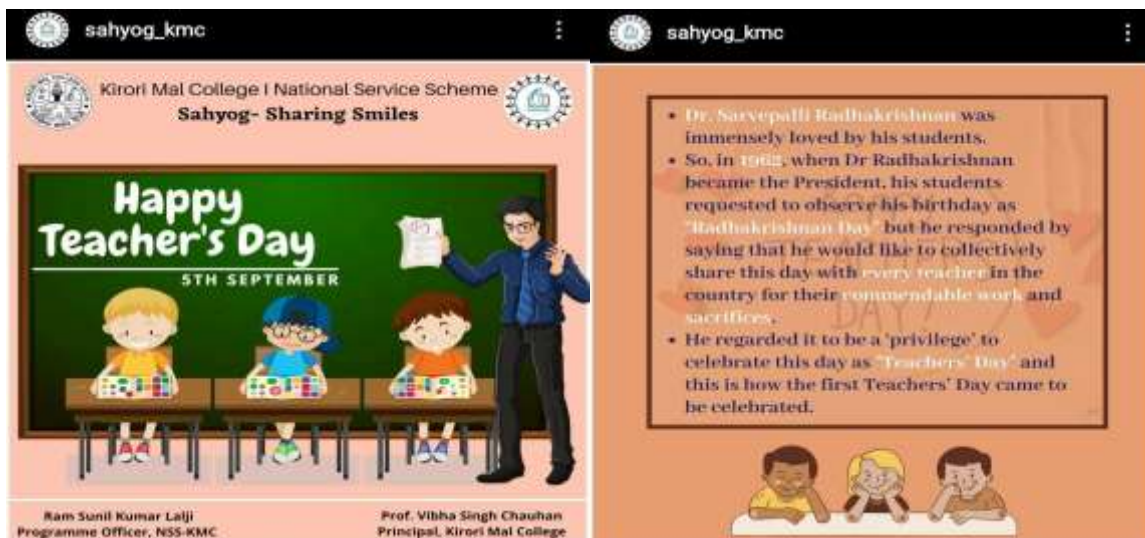 sahyog_kmc
Kirori Mal College I National Service Scheme
Sahyog- Sharing Smiles
Happy
Teacher's Day
5TH SEPTEMBER
Ram Sunil Kumar Lalji
Programme Officer, NSS-KMC
Prof. Vibha Singh Chauhan
Principal, Kirori Mal College
sahyog_kmc
• Dr. Sarvepalli Radhakrishnan was
immensely loved by his students.
• So, in 1962, when Dr Radhakrishnan
became the President, his students
requested to observe his birthday as
"Radhakrishnan Day" but he responded by
saying that he would like to collectively
share this day with every teacher in the
country for their commendable work and
sacrifices.
• He regarded it to be a 'privilege' to
celebrate this day as "Teachers' Day" and
this is how the first Teachers' Day came to
be celebrated.
DAY!